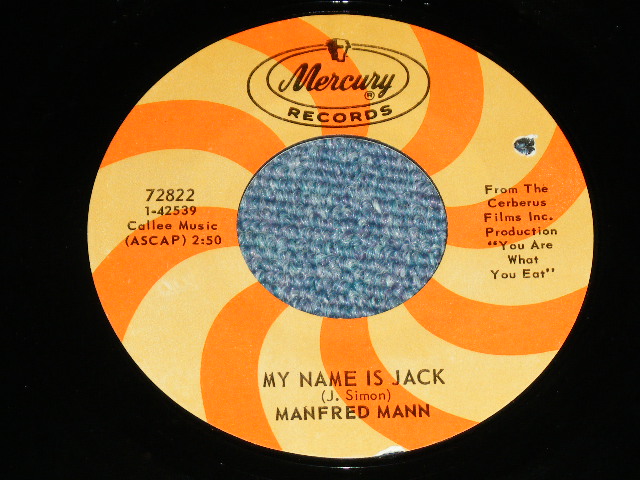 Mercury
®
RECORDS
72822
1-42539
Callee Music
(ASCAP) 2:50
From The
Cerberus
Films Inc.
Production
"You Are
What
You Eat"
MY NAME IS JACK
(J. Simon)
MANFRED MANN